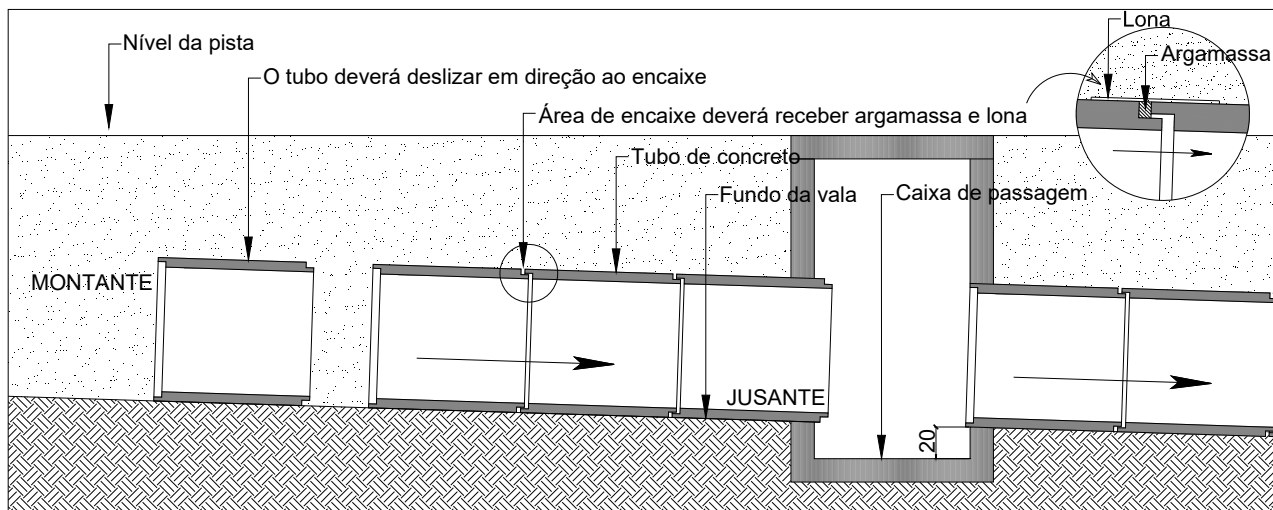 Lona
Nível da pista
Argamassa
O tubo deverá deslizar em direção ao encaixe
Área de encaixe deverá receber argamassa e lona
Tubo de concreto
Fundo da vala
Caixa de passagem
MONTANTE
JUSANTE
20